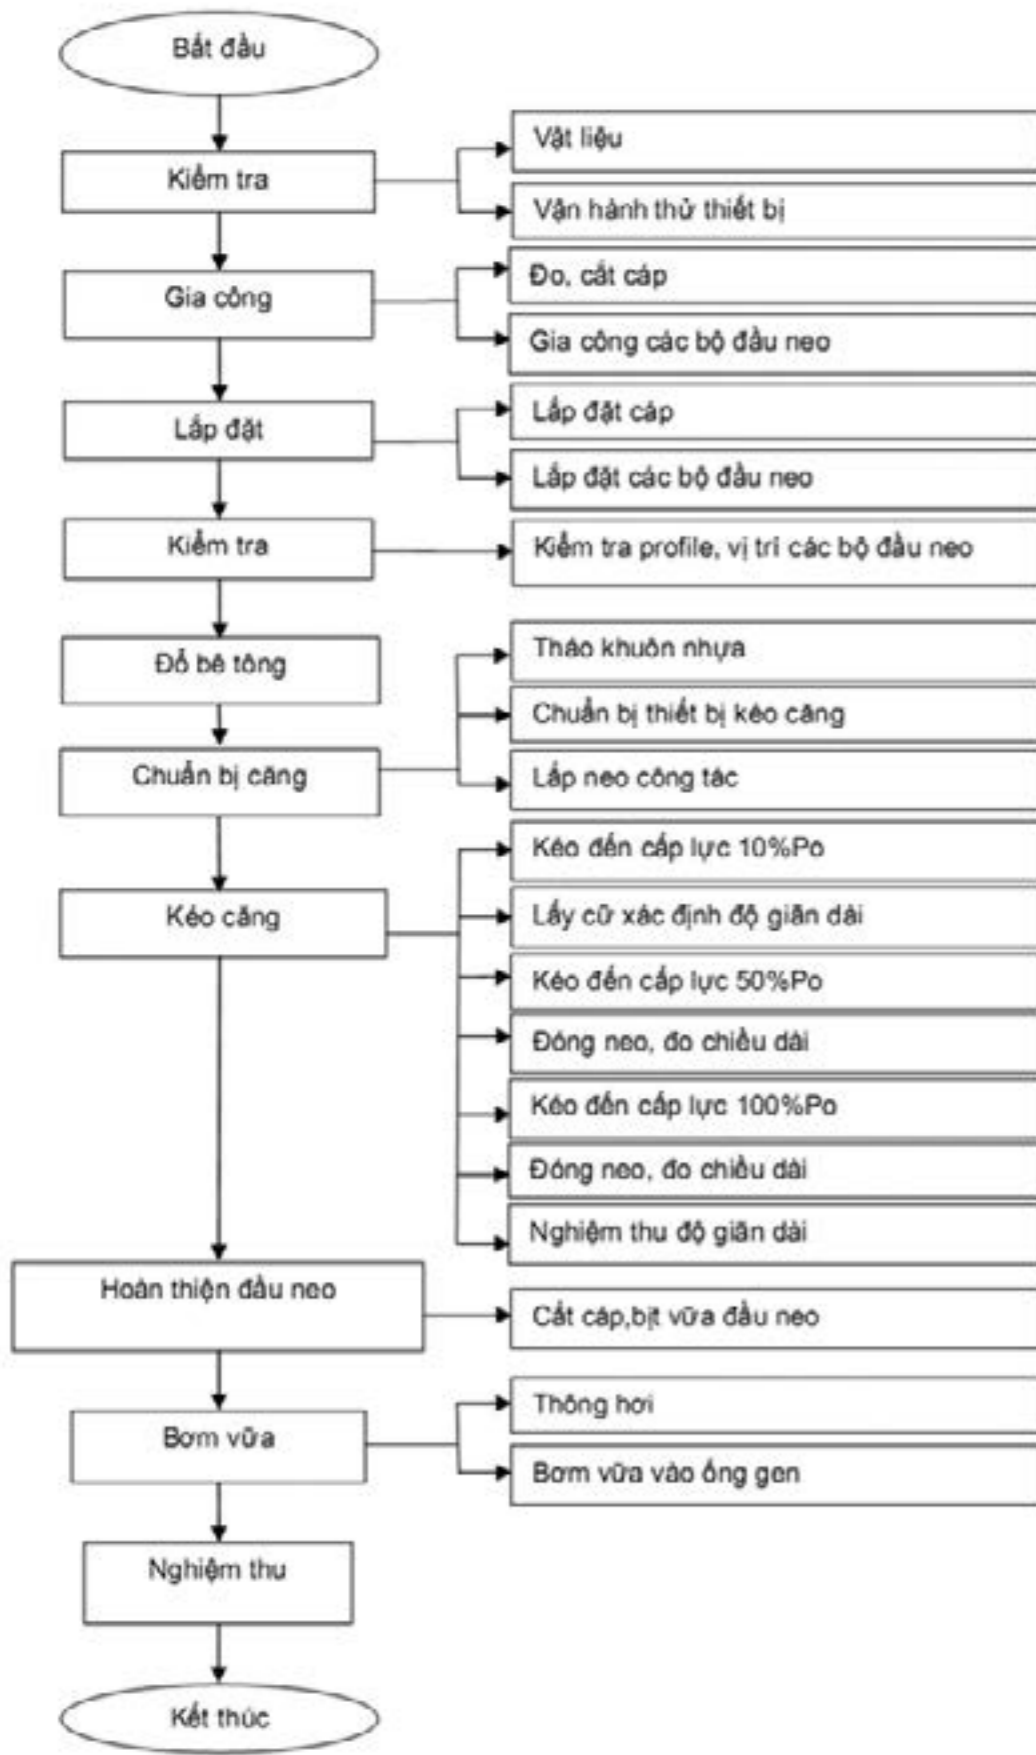 Bắt đầu
Kiểm tra
Vật liệu
Vận hành thử thiết bị
Gia công
Đo, cắt cáp
Gia công các bộ đầu neo
Lắp đặt
Lắp đặt cáp
Lắp đặt các bộ đầu neo
Kiểm tra
Kiểm tra profile, vị trí các bộ đầu neo
Đổ bê tông
Chuẩn bị căng
Tháo khuôn nhựa
Chuẩn bị thiết bị kéo căng
Lắp neo công tác
Kéo căng
Kéo đến cấp lực 10%Po
Lấy cữ xác định độ giãn dài
Kéo đến cấp lực 50%Po
Đóng neo, đo chiều dài
Kéo đến cấp lực 100%Po
Đóng neo, đo chiều dài
Nghiệm thu độ giãn dài
Hoàn thiện đầu neo
Cắt cáp,bịt vữa đầu neo
Bơm vữa
Thông hơi
Bơm vữa vào ống gen
Nghiệm thu
Kết thúc